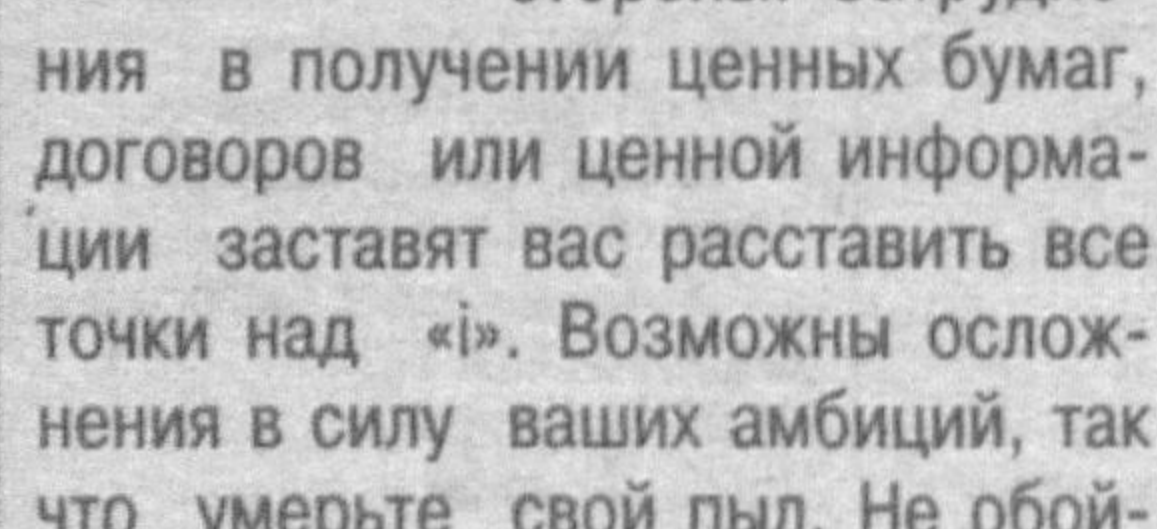 ния в получении ценных бумаг,
договоров или ценной информа-
ции заставят вас расставить все
точки над «i». Возможны ослож-
нения в силу ваших амбиций, так
что умерьте свой пыл. Не обой-